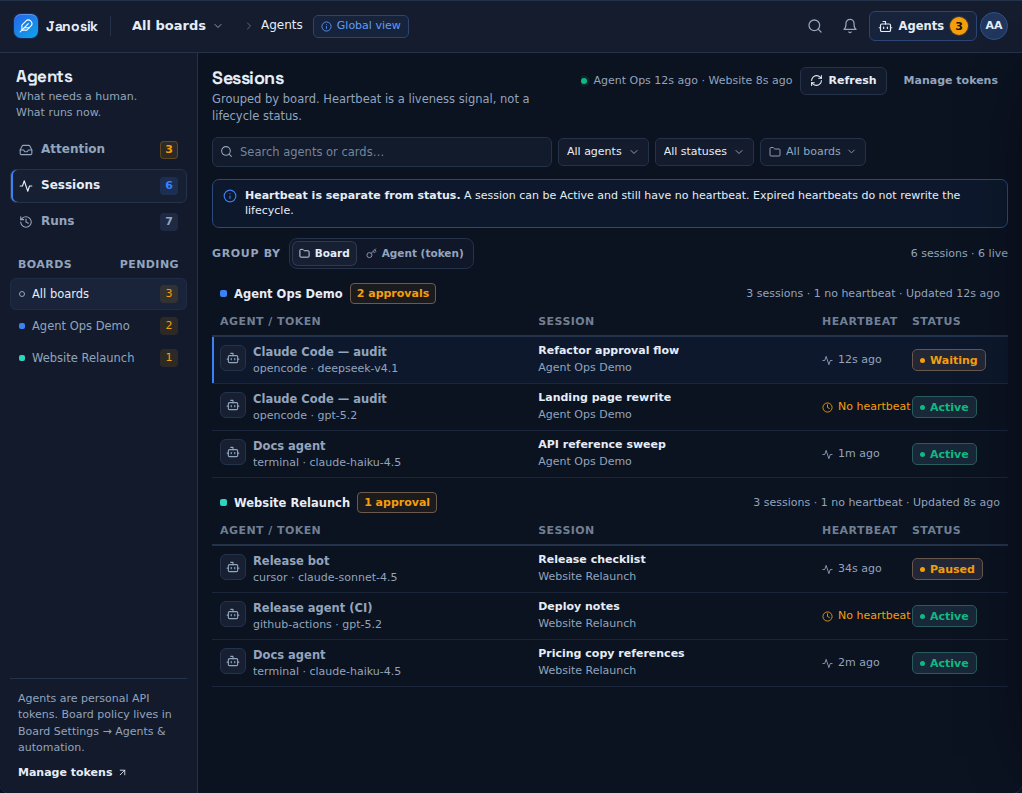 Janosik
All boards
Agents
Global view
Agents 3
AA
Agents
What needs a human.
What runs now.
Attention 3
Sessions 6
Runs 7
BOARDS PENDING
All boards 3
Agent Ops Demo 2
Website Relaunch 1
Agents are personal API
tokens. Board policy lives in
Board Settings → Agents &
automation.
Manage tokens ↗
Sessions
Grouped by board. Heartbeat is a liveness signal, not a
lifecycle status.
Agent Ops 12s ago · Website 8s ago
Refresh
Manage tokens
Search agents or cards…
All agents
All statuses
All boards
Heartbeat is separate from status. A session can be Active and still have no heartbeat. Expired heartbeats do not rewrite the
lifecycle.
GROUP BY Board Agent (token)
6 sessions · 6 live
Agent Ops Demo 2 approvals
3 sessions · 1 no heartbeat · Updated 12s ago
AGENT / TOKEN SESSION HEARTBEAT STATUS
Claude Code — audit
opencode · deepseek-v4.1
Refactor approval flow
Agent Ops Demo
12s ago
Waiting
Claude Code — audit
opencode · gpt-5.2
Landing page rewrite
Agent Ops Demo
No heartbeat
Active
Docs agent
terminal · claude-haiku-4.5
API reference sweep
Agent Ops Demo
1m ago
Active
Website Relaunch 1 approval
3 sessions · 1 no heartbeat · Updated 8s ago
AGENT / TOKEN SESSION HEARTBEAT STATUS
Release bot
cursor · claude-sonnet-4.5
Release checklist
Website Relaunch
34s ago
Paused
Release agent (CI)
github-actions · gpt-5.2
Deploy notes
Website Relaunch
No heartbeat
Active
Docs agent
terminal · claude-haiku-4.5
Pricing copy references
Website Relaunch
2m ago
Active